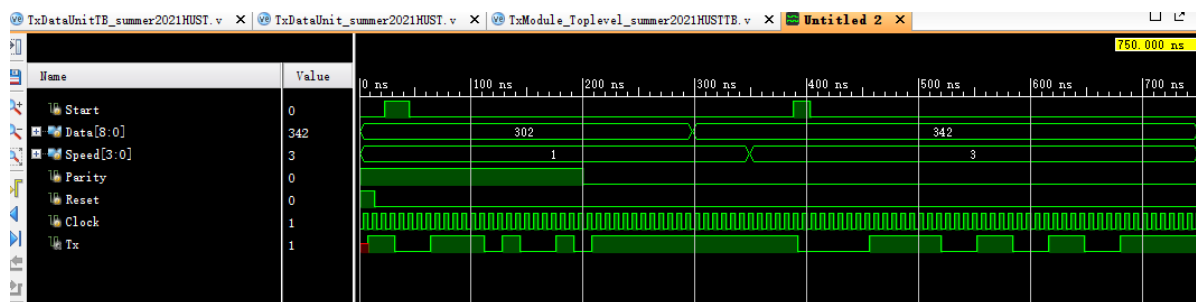 TxDataUnitTB_summer2021HUST.v × TxDataUnit_summer2021HUST.v × TxModule_Toplevel_summer2021HUSTTB.v × Untitled 2 ×
750.000 ns
Name Value
0 ns 100 ns 200 ns 300 ns 400 ns 500 ns 600 ns 700 ns
Start 0
Data[8:0] 342 302 342
Speed[3:0] 3 1 3
Parity 0
Reset 0
Clock 1
Tx 1